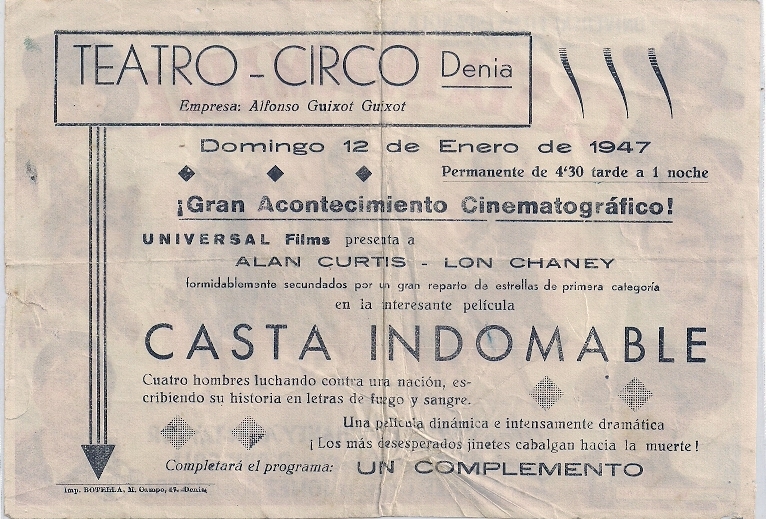 TEATRO - CIRCO Denia
Empresa: Alfonso Guixot Guixot
Domingo 12 de Enero de 1947
Permanente de 4'30 tarde a 1 noche
¡Gran Acontecimiento Cinematográfico!
UNIVERSAL Films presenta a
ALAN CURTIS - LON CHANEY
formidablemente secundados por un gran reparto de estrellas de primera categoría
en la interesante película
CASTA INDOMABLE
Cuatro hombres luchando contra una nación, es-
cribiendo su historia en letras de fuego y sangre.
Una película dinámica e intensamente dramática
¡Los más desesperados jinetes cabalgan hacia la muerte!
Completará el programa: UN COMPLEMENTO
Imp. BOTELLA, M. Campo, 47.-Denia,